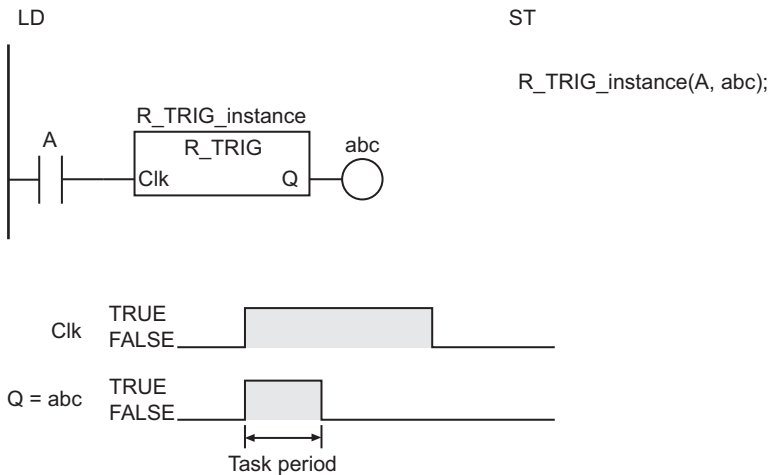 LD
ST
R_TRIG_instance(A, abc);
R_TRIG_instance
A
R_TRIG
abc
Clk
Q
Clk
TRUE
FALSE
Q = abc
TRUE
FALSE
Task period